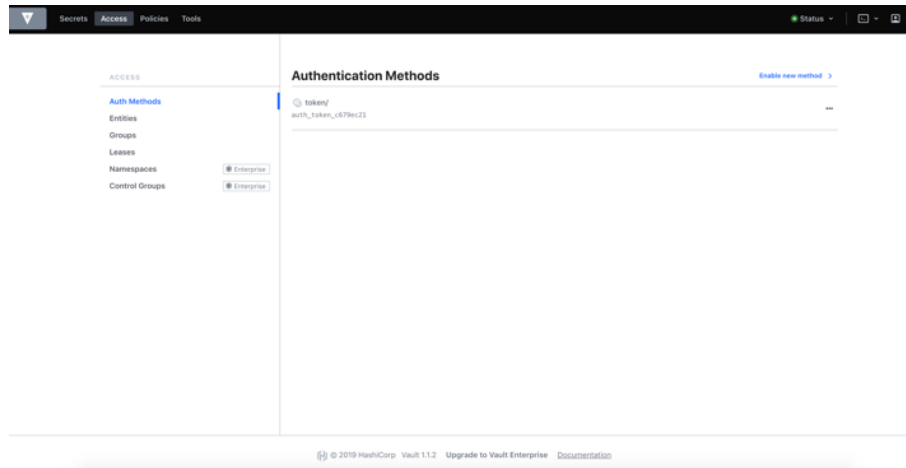 Secrets Access Policies Tools Status
ACCESS
Auth Methods
Entities
Groups
Leases
Namespaces Enterprise
Control Groups Enterprise
Authentication Methods
Enable new method
token/
auth_token_c679ec21
© 2019 HashiCorp Vault 1.1.2 Upgrade to Vault Enterprise Documentation